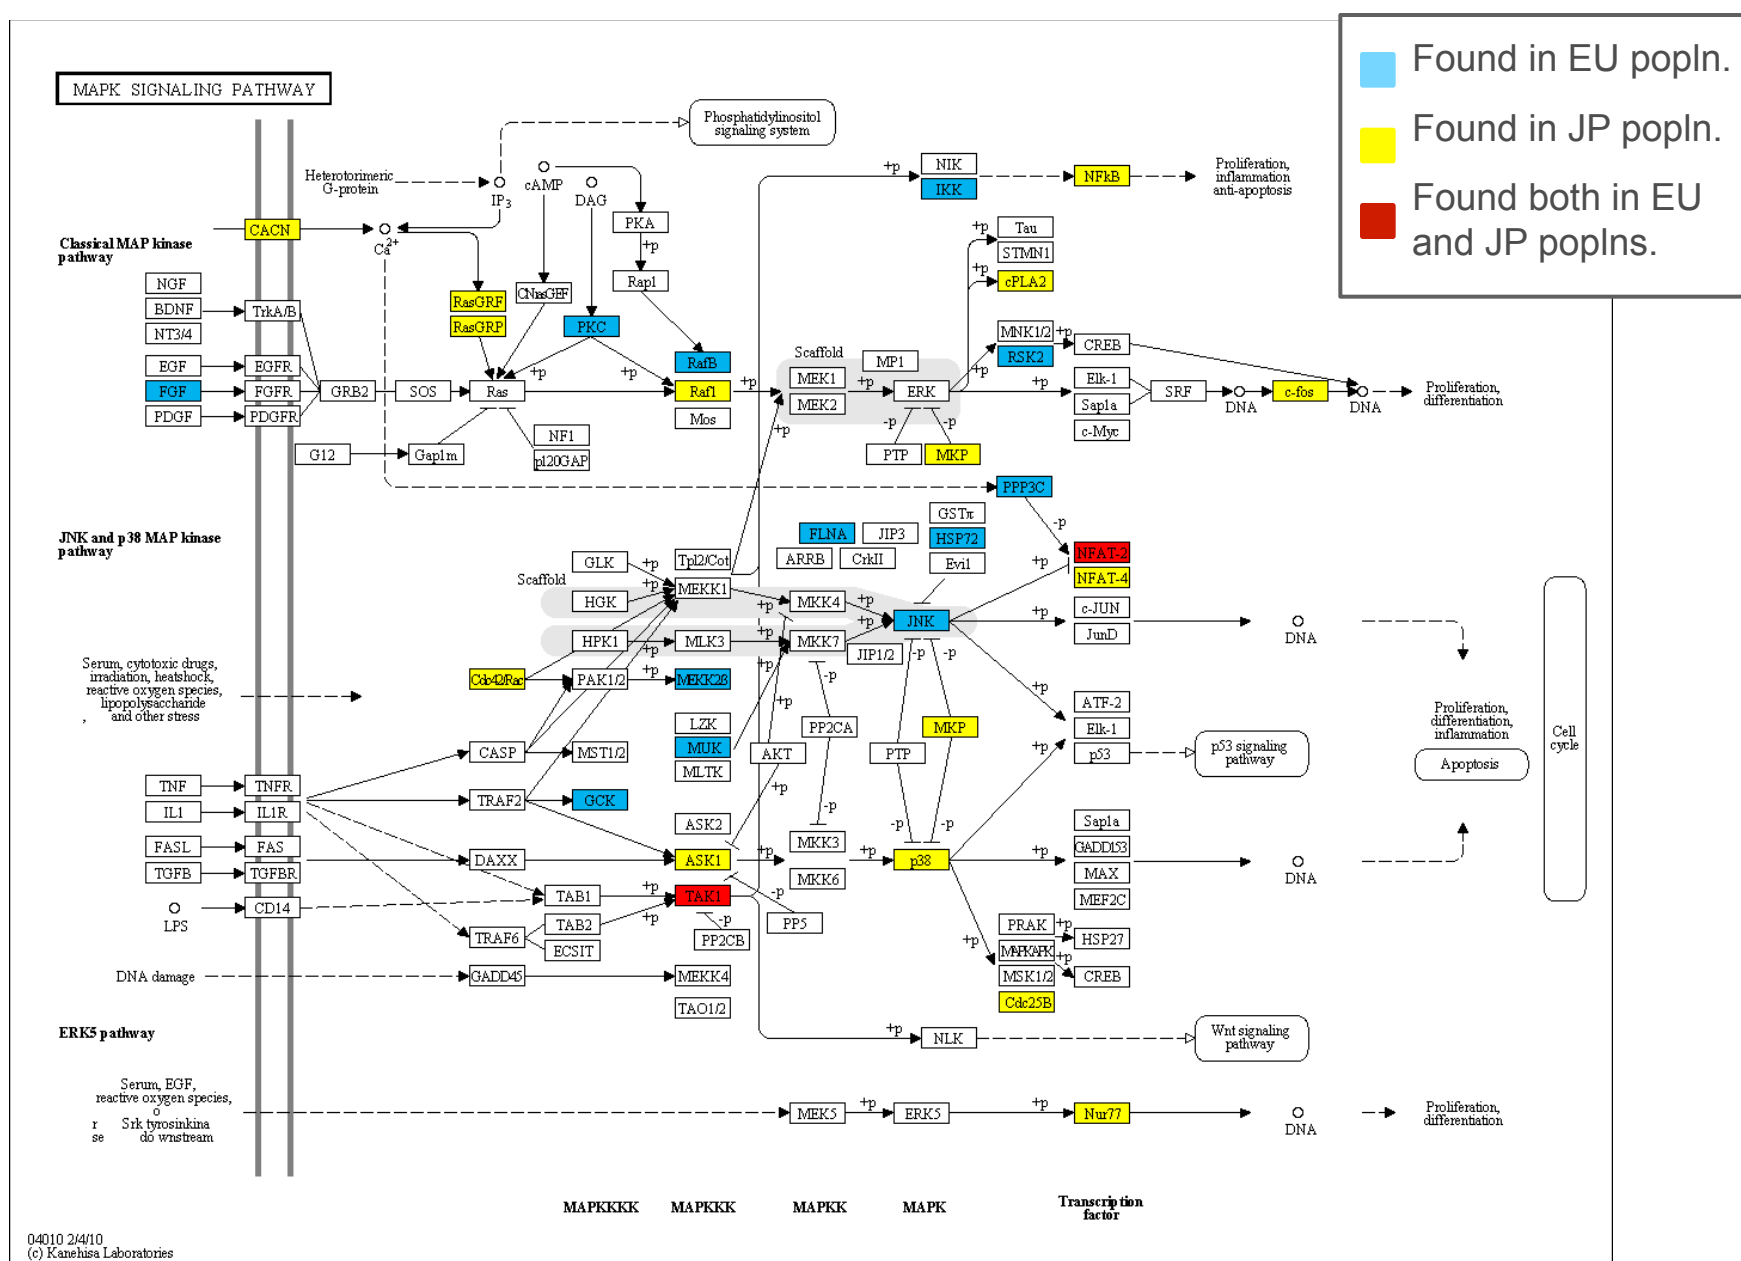 MAPK SIGNALING PATHWAY
Found in EU popln.
Found in JP popln.
Found both in EU
and JP poplns.
Phosphatidylinositol
signaling system
Heterotorimeric
G-protein
IP3
cAMP
DAG
Ca2+
CACN
PKA
+p
Rap1
Classical MAP kinase
pathway
NGF
BDNF
NT3/4
TrkA/B
EGF
EGFR
FGF
FGFR
PDGF
PDGFR
GRB2
SOS
Ras
G12
Gap1m
RasGRF
RasGRP
CNrasGEF
PKC
NF1
p120GAP
+p
+p
RafB
Raf1
Mos
+p
+p
Scaffold
MEK1
MEK2
+p
MP1
ERK
-p
-p
PTP
MKP
+p
NIK
IKK
NFkB
Proliferation,
inflammation
anti-apoptosis
+p
Tau
STMN1
+p
cPLA2
+p
MNK1/2
+p
RSK2
CREB
+p
Elk-1
Sap1a
c-Myc
SRF
DNA
c-fos
DNA
Proliferation,
differentiation
PPP3C
-p
JNK and p38 MAP kinase
pathway
Scaffold
GLK
HGK
HPK1
PAK1/2
MST1/2
GCK
+p
+p
+p
+p
+p
Tpl2/Cot
MEKK1
MLK3
MEKK2ß
LZK
MUK
MLTK
ASK2
ASK1
TAK1
FLNA
JIP3
ARRB
CrkII
GSTπ
HSP72
Evi1
+p
+p
+p
MKK4
MKK7
+p
+p
JNK
JIP1/2
-p
-p
-p
NFAT-2
NFAT-4
+p
+p
c-JUN
JunD
DNA
Serum, cytotoxic drugs,
irradiation, heatshock,
reactive oxygen species,
lipopolysaccharide
, and other stress
Cdc42/Rac
CASP
TRAF2
DAXX
TAB1
TAB2
ECSIT
TRAF6
GADD45
AKT
PP2CA
PTP
MKP
+p
+p
+p
-p
-p
-p
+p
+p
ATF-2
Elk-1
p53
p53 signaling
pathway
Proliferation,
differentiation,
inflammation
Apoptosis
Cell
cycle
TNF
TNFR
IL1
IL1R
FASL
FAS
TGFB
TGFBR
LPS
CD14
+p
+p
+p
MKK3
MKK6
+p
p38
+p
Sap1a
GADD153
MAX
MEF2C
DNA
-p
PP5
-p
PP2CB
+p
PRAK
+p
MAPKAPK
MSK1/2
+p
Cdc25B
HSP27
CREB
DNA damage
MEKK4
TAO1/2
+p
NLK
Wnt signaling
pathway
ERK5 pathway
Serum, EGF,
reactive oxygen species,
o
r Srk tyrosinkina
se do wnstream
MEK5
+p
ERK5
+p
Nur77
DNA
Proliferation,
differentiation
MAPKKKK
MAPKKK
MAPKK
MAPK
Transcription
factor
04010 2/4/10
(c) Kanehisa Laboratories